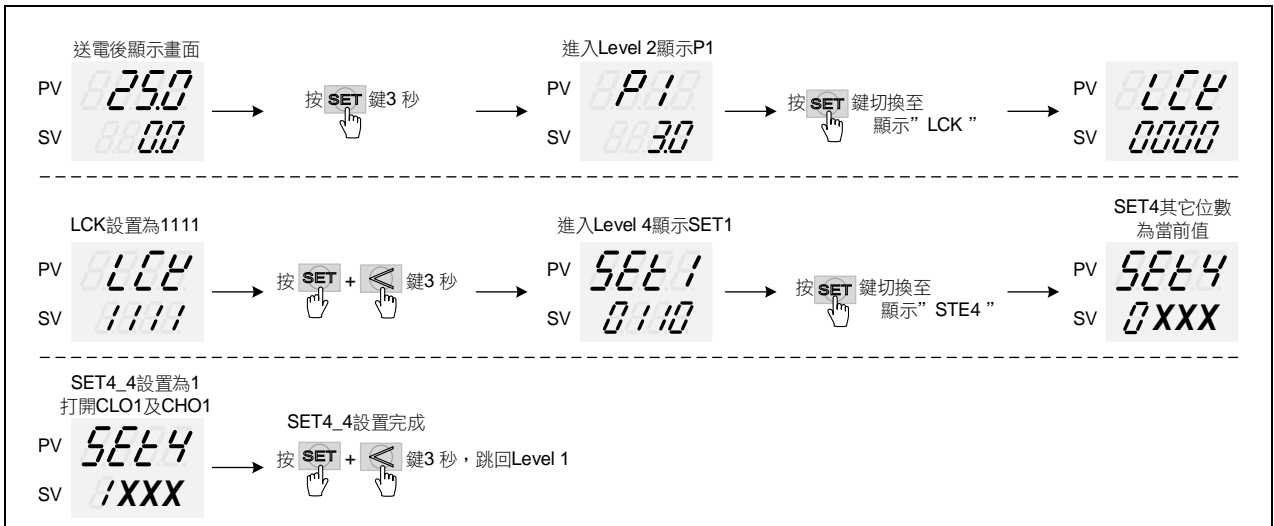 送電後顯示畫面
PV 25.0
SV 0.0
按 SET 鍵3 秒
進入Level 2顯示P1
PV P1
SV 3.0
按 SET 鍵切換至
顯示” LCK ”
PV LCK
SV 0000
LCK設置為1111
PV LCK
SV 1111
按 SET + < 鍵3 秒
進入Level 4顯示SET1
PV SEt1
SV 0110
按 SET 鍵切換至
顯示” STE4 ”
SET4其它位數
為當前值
PV SEt4
SV 0XXX
SET4_4設置為1
打開CLO1及CHO1
PV SEt4
SV 1XXX
SET4_4設置完成
按 SET + < 鍵3 秒，跳回Level 1